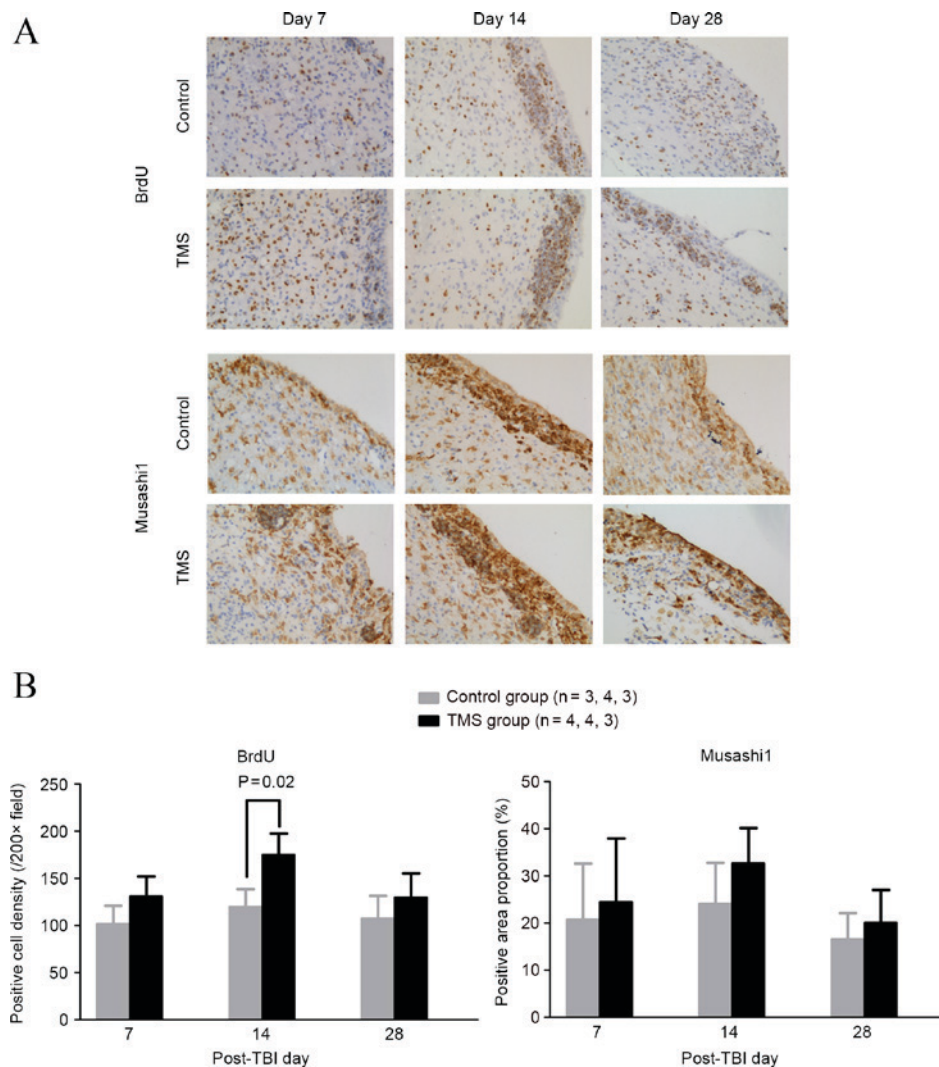 A
Day 7
Day 14
Day 28
BrdU
Control
TMS
Musashi1
Control
TMS
B
Control group (n = 3, 4, 3)
TMS group (n = 4, 4, 3)
BrdU
P=0.02
Positive cell density (/200× field)
250
200
150
100
50
0
7 14 28
Post-TBI day
Musashi1
Positive area proportion (%)
50
40
30
20
10
0
7 14 28
Post-TBI day